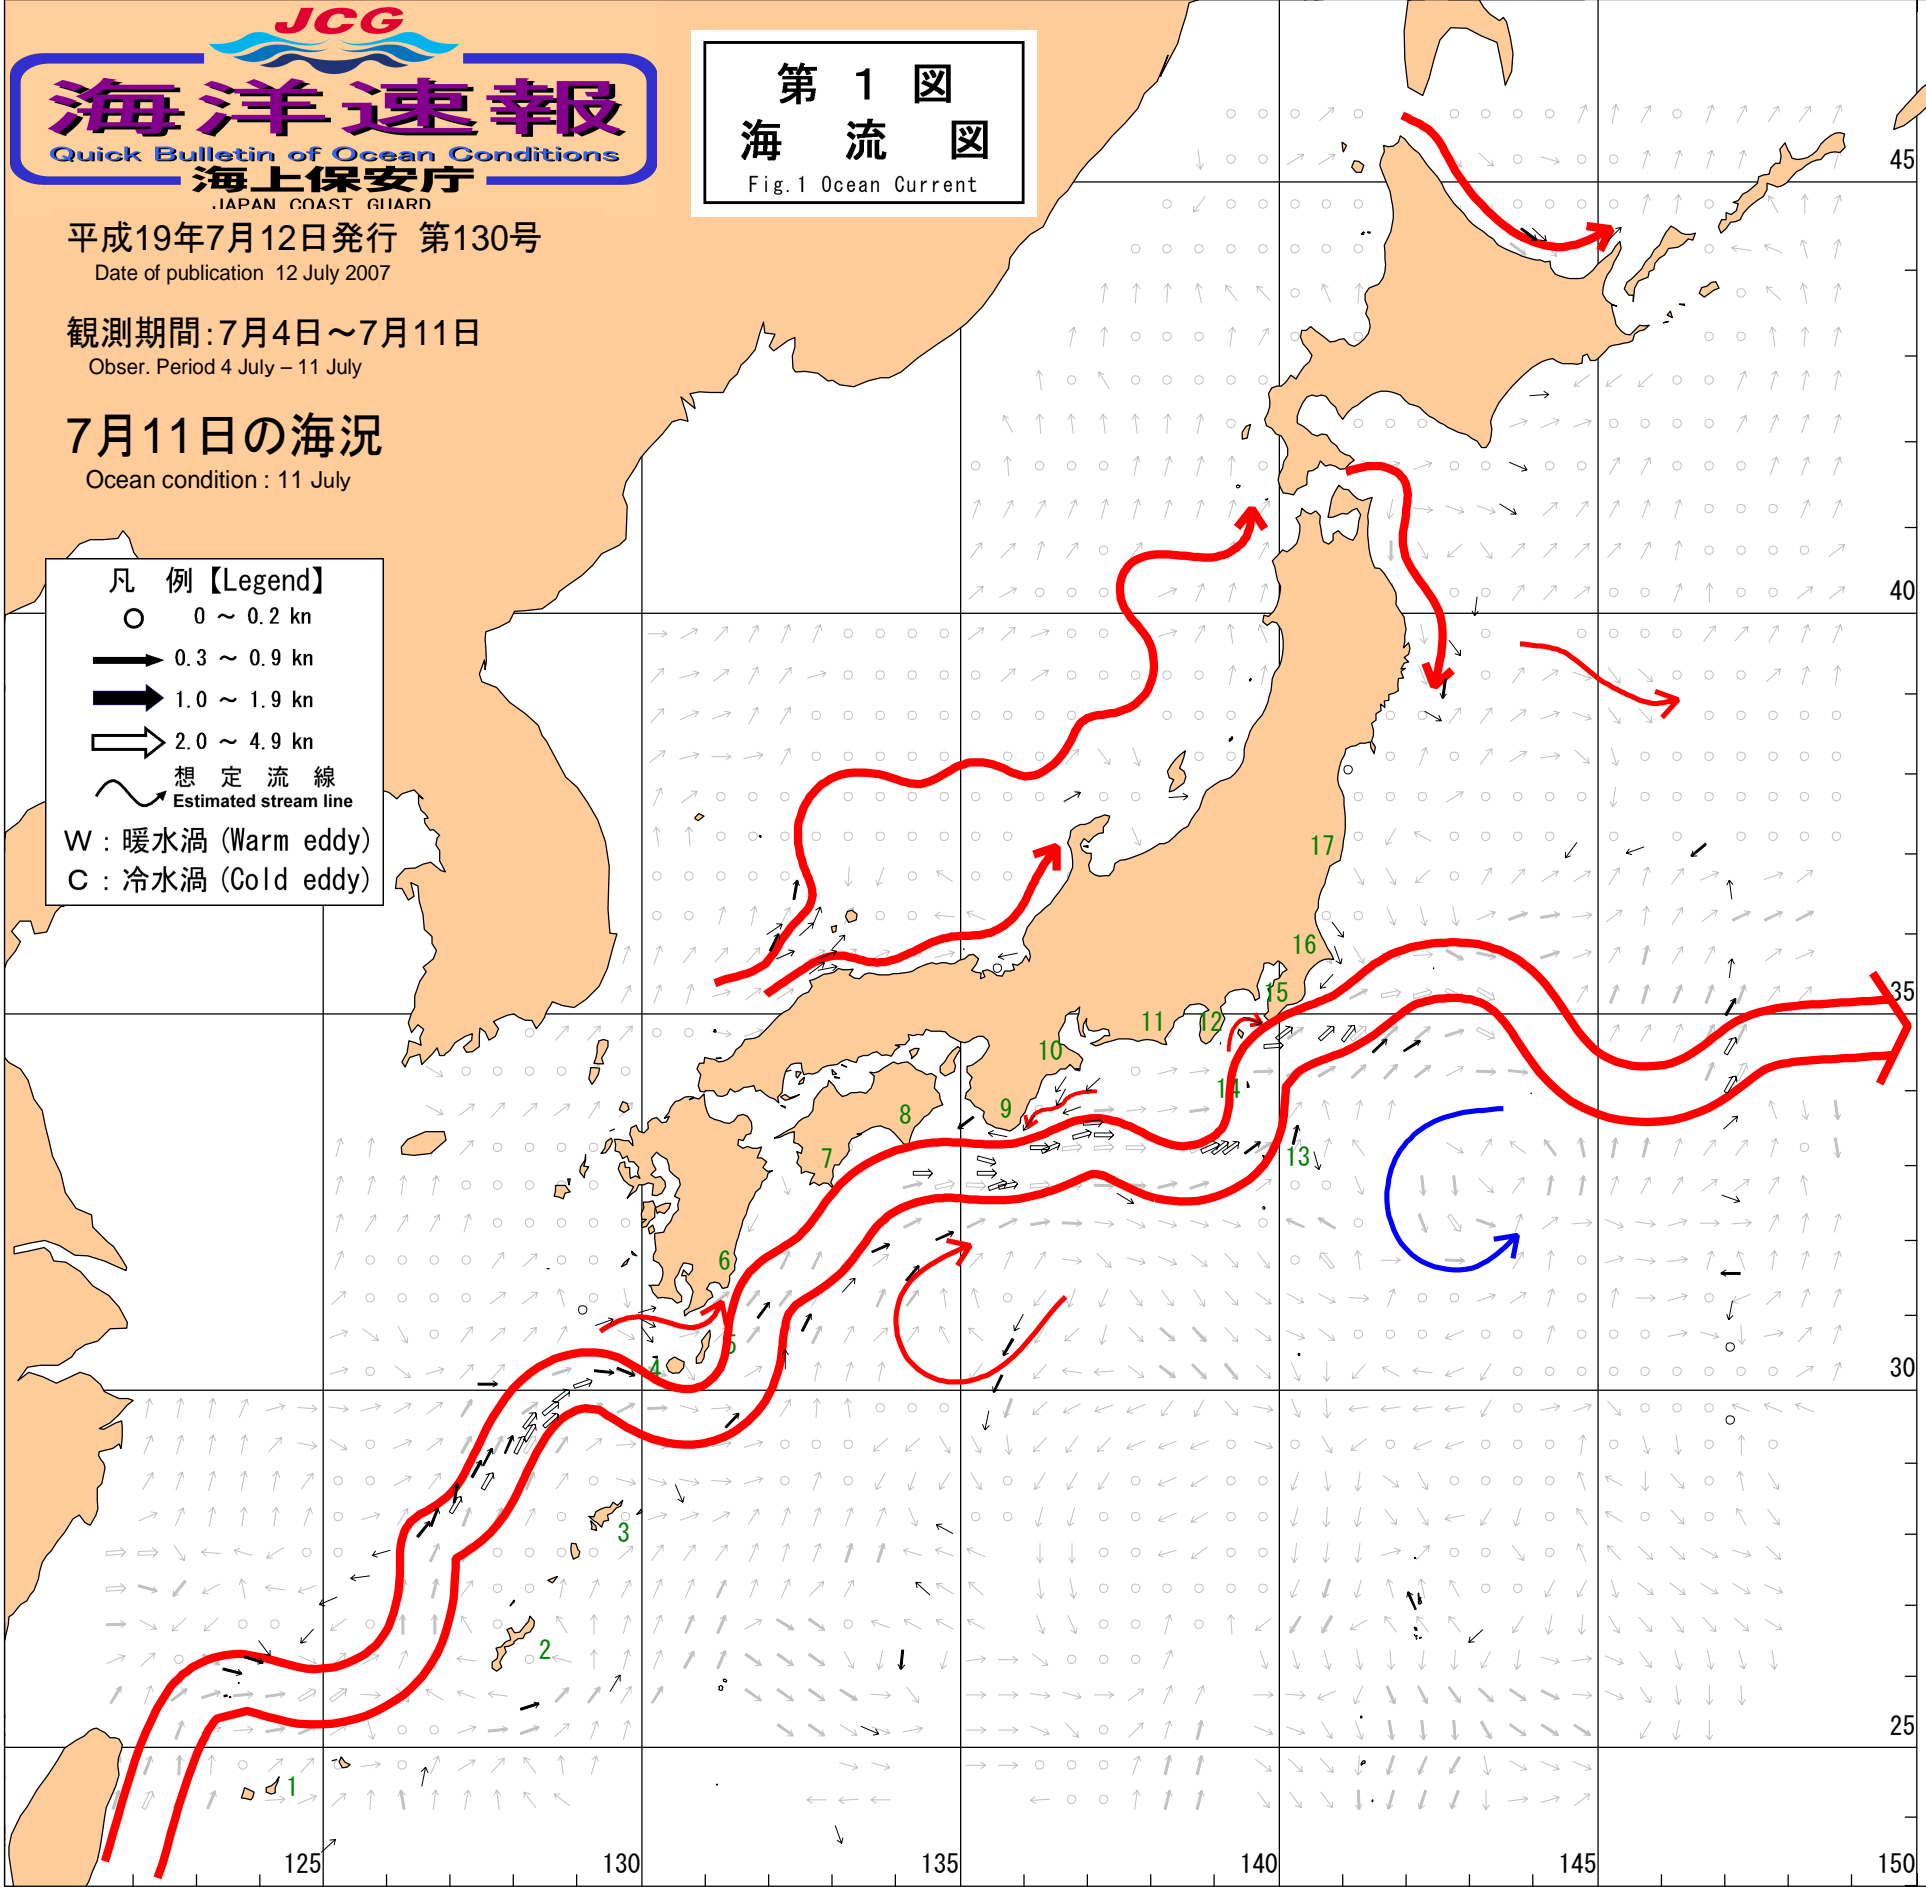 JCG
海洋速報
Quick Bulletin of Ocean Conditions
海上保安庁
JAPAN COAST GUARD
平成19年7月12日発行 第130号
Date of publication 12 July 2007
観測期間:7月4日～7月11日
Obser. Period 4 July – 11 July
7月11日の海況
Ocean condition : 11 July
第 1 図
海 流 図
Fig.1 Ocean Current
凡 例【Legend】
0 ～ 0.2 kn
0.3 ～ 0.9 kn
1.0 ～ 1.9 kn
2.0 ～ 4.9 kn
想 定 流 線
Estimated stream line
W : 暖水渦 (Warm eddy)
C : 冷水渦 (Cold eddy)
45
40
17
16
35
15
12
11
10
14
9
8
7
13
6
5
4
30
3
2
25
1
125
130
135
140
145
150